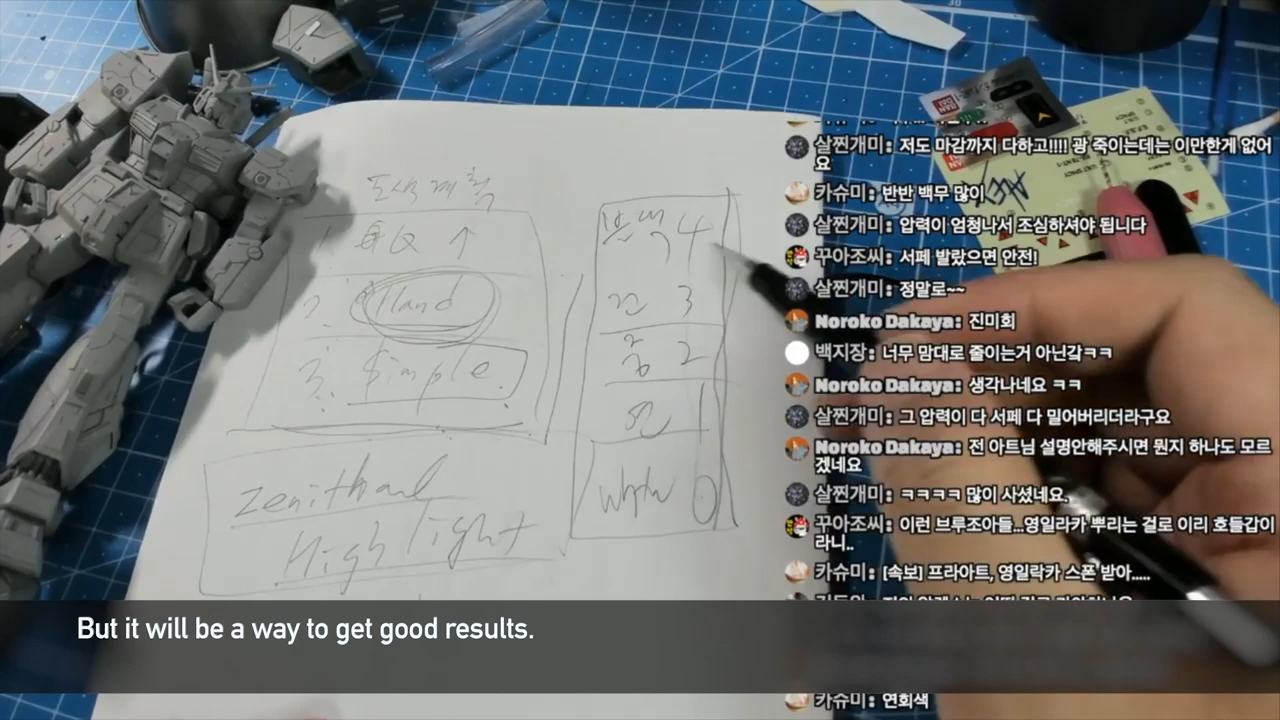 도색계획
1. 측색 ↑
2. Hand
3. Simple.
Zenithal
High light
4
진 3
중 2
연 1
White 0
살찐개미: 저도 마감까지 다하고!!!! 광 죽이는데는 이만한게 없어
요
카슈미: 반반 백무 많이
살찐개미: 압력이 엄청나서 조심하셔야 됩니다
꾸아조씨: 서페 발랐으면 안전!
살찐개미: 정말로~~
Noroko Dakaya: 진미회
백지장: 너무 맘대로 줄이는거 아닌갘ㅋㅋ
Noroko Dakaya: 생각나네요 ㅋㅋ
살찐개미: 그 압력이 다 서페 다 밀어버리더라구요
Noroko Dakaya: 전 아트님 설명안해주시면 뭔지 하나도 모르
겠네요
살찐개미: ㅋㅋㅋㅋ 많이 사셨네요.
꾸아조씨: 이런 브루조아들...영일라카 뿌리는 걸로 이리 호들갑이
라니..
카슈미: [속보] 프라아트, 영일락카 스폰 받아.....
But it will be a way to get good results.
카슈미: 연회색